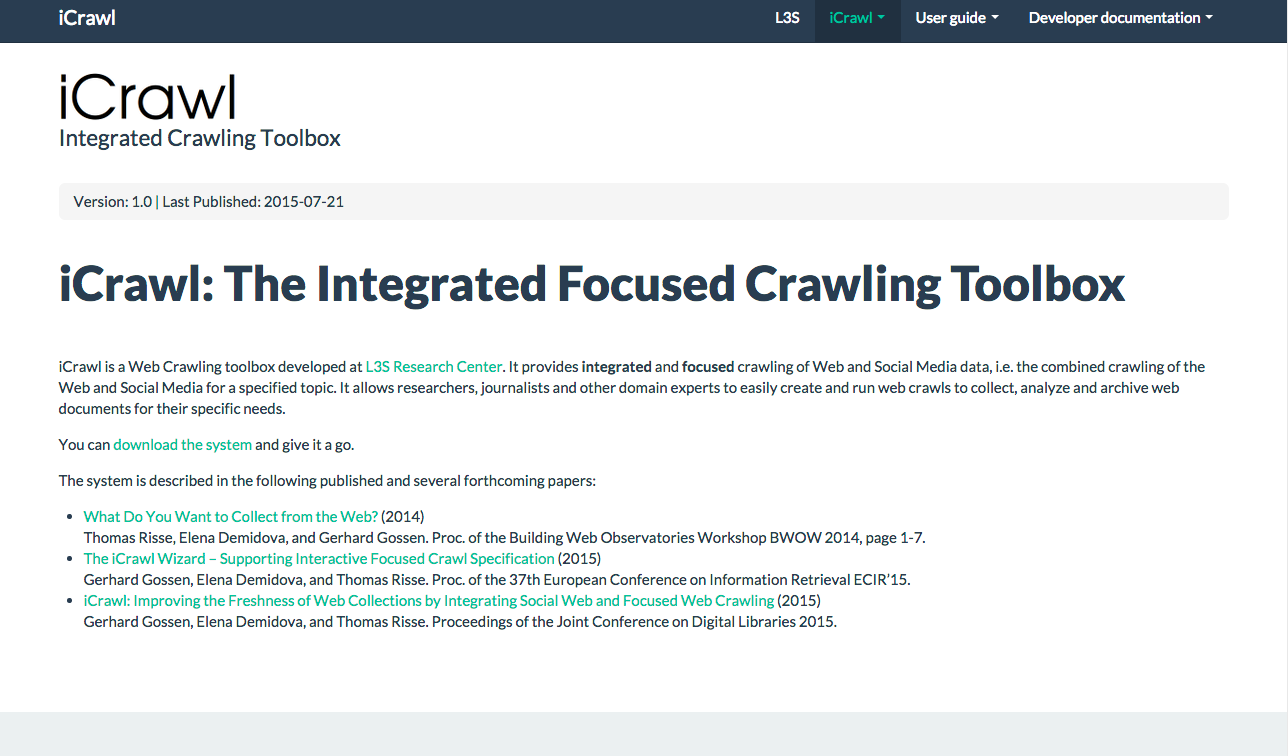 iCrawl L3S iCrawl User guide Developer documentation
iCrawl
Integrated Crawling Toolbox
Version: 1.0 | Last Published: 2015-07-21
iCrawl: The Integrated Focused Crawling Toolbox
iCrawl is a Web Crawling toolbox developed at L3S Research Center. It provides integrated and focused crawling of Web and Social Media data, i.e. the combined crawling of the
Web and Social Media for a specified topic. It allows researchers, journalists and other domain experts to easily create and run web crawls to collect, analyze and archive web
documents for their specific needs.
You can download the system and give it a go.
The system is described in the following published and several forthcoming papers:
• What Do You Want to Collect from the Web? (2014)
Thomas Risse, Elena Demidova, and Gerhard Gossen. Proc. of the Building Web Observatories Workshop BWOW 2014, page 1-7.
• The iCrawl Wizard – Supporting Interactive Focused Crawl Specification (2015)
Gerhard Gossen, Elena Demidova, and Thomas Risse. Proc. of the 37th European Conference on Information Retrieval ECIR’15.
• iCrawl: Improving the Freshness of Web Collections by Integrating Social Web and Focused Web Crawling (2015)
Gerhard Gossen, Elena Demidova, and Thomas Risse. Proceedings of the Joint Conference on Digital Libraries 2015.